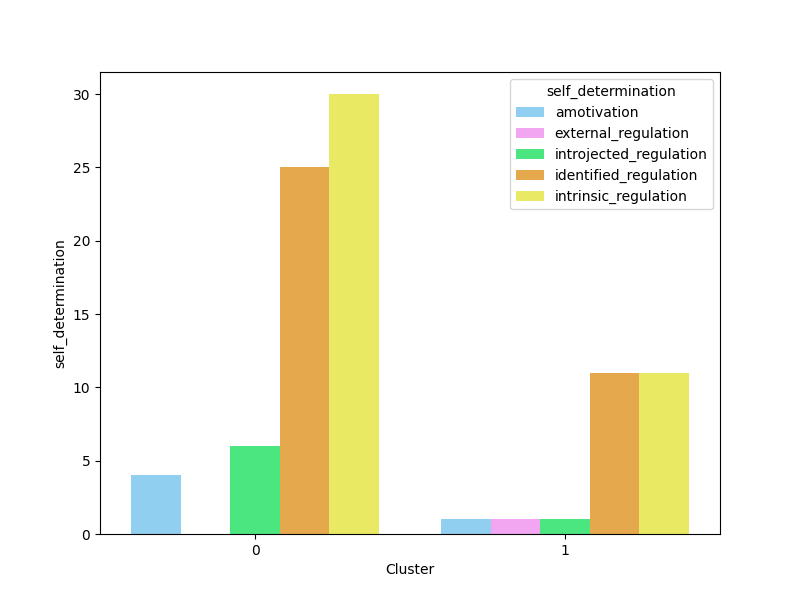 self_determination
amotivation
external_regulation
introjected_regulation
identified_regulation
intrinsic_regulation
30
25
20
15
10
5
0
self_determination
0 1
Cluster